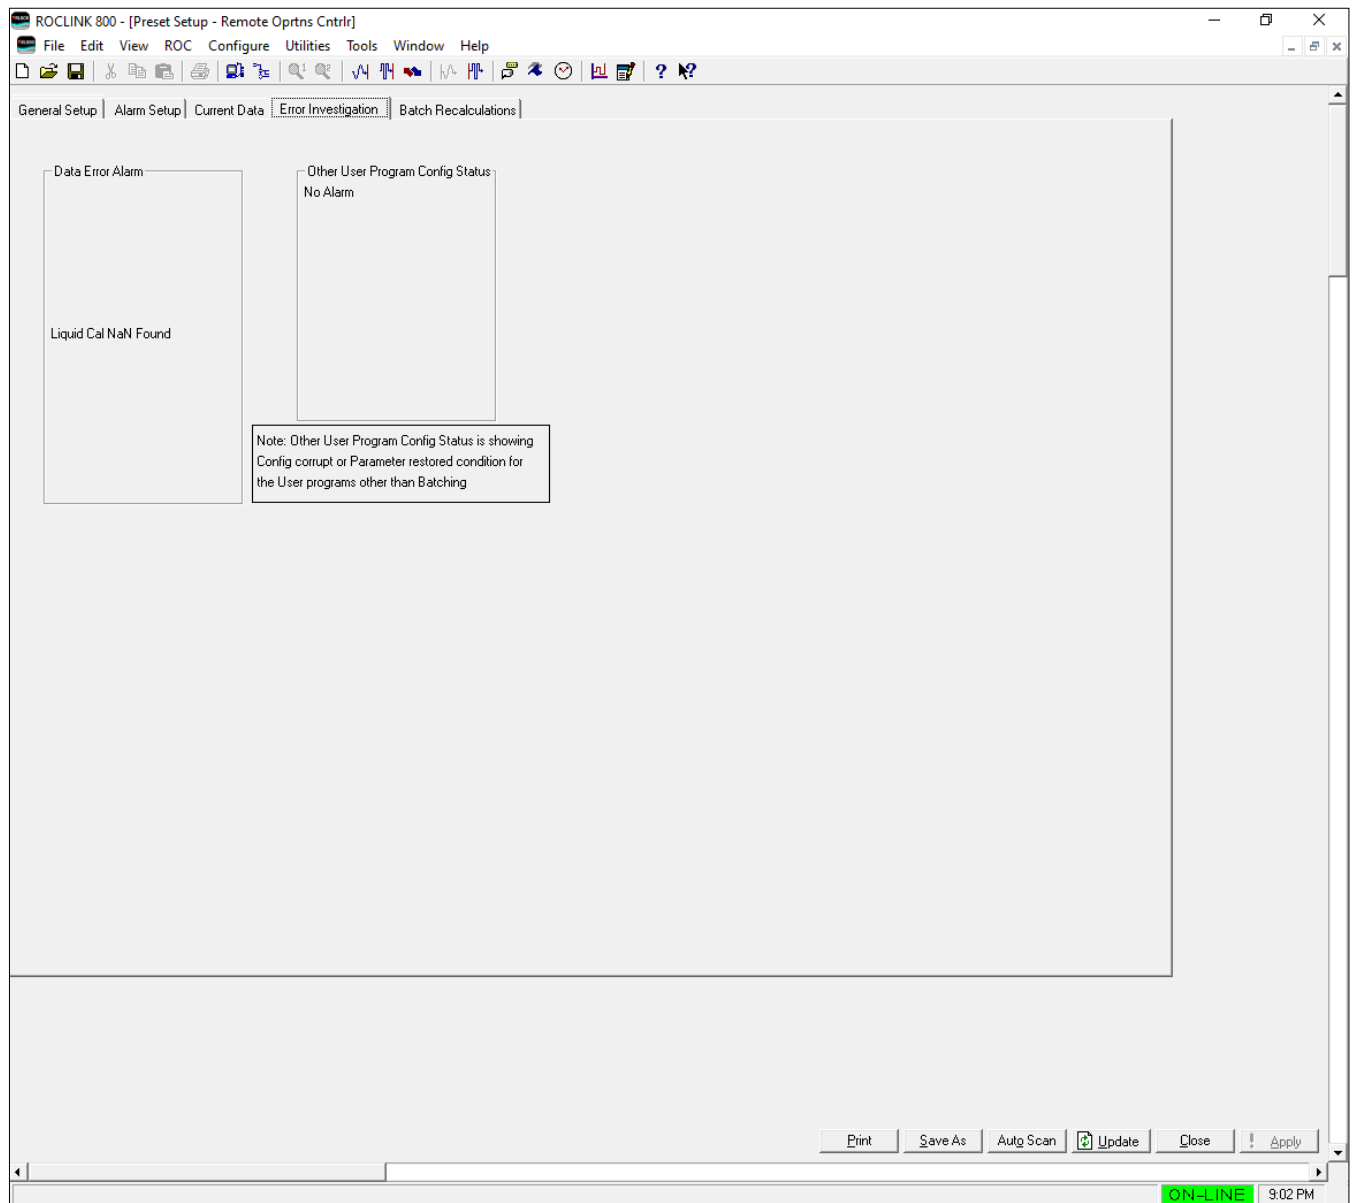 ROCLINK 800 - [Preset Setup - Remote Oprtns Cntrlr]
File Edit View ROC Configure Utilities Tools Window Help
General Setup Alarm Setup Current Data Error Investigation Batch Recalculations
Data Error Alarm
Liquid Cal NaN Found
Other User Program Config Status
No Alarm
Note: Other User Program Config Status is showing
Config corrupt or Parameter restored condition for
the User programs other than Batching
Print Save As Auto Scan Update Close ! Apply
ON-LINE 9:02 PM